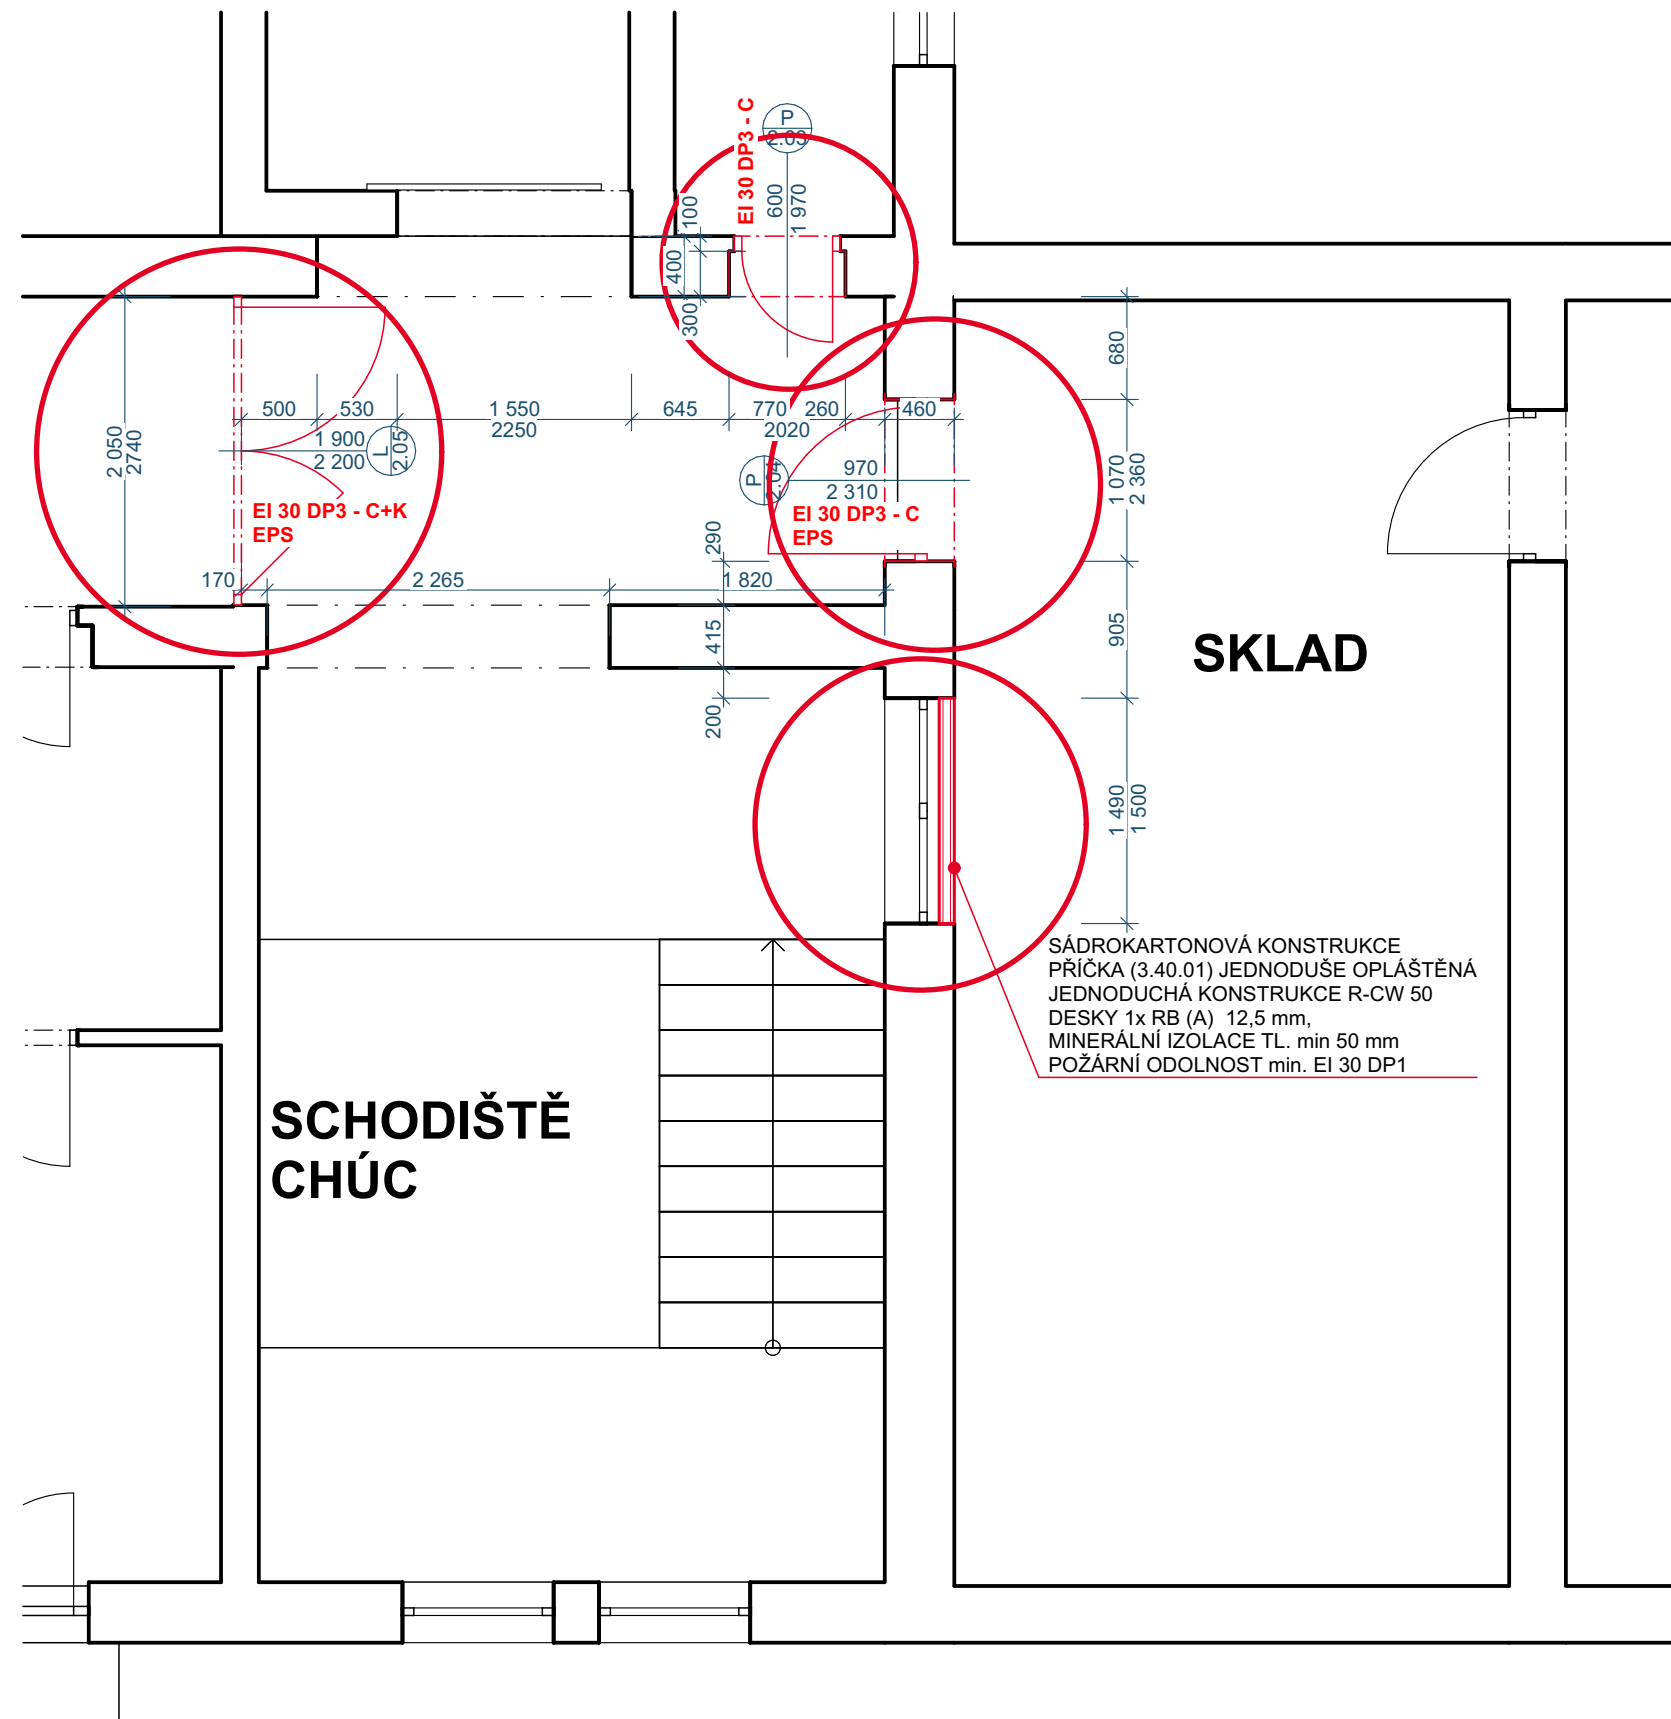 P
2.03
EI 30 DP3 - C
600
1 970
100
400
300
680
500
530
1 550
2250
645
770
2020
260
460
2 050
2740
1 900
2 200
L
2.05
P
2.04
970
2 310
1 070
2 360
EI 30 DP3 - C+K
EPS
EI 30 DP3 - C
EPS
290
170
2 265
1 820
415
905
200
SKLAD
1 490
1 500
SÁDROKARTONOVÁ KONSTRUKCE
PŘÍČKA (3.40.01) JEDNODUŠE OPLÁŠTĚNÁ
JEDNODUCHÁ KONSTRUKCE R-CW 50
DESKY 1x RB (A) 12,5 mm,
MINERÁLNÍ IZOLACE TL. min 50 mm
POŽÁRNÍ ODOLNOST min. EI 30 DP1
SCHODIŠTĚ
CHÚC